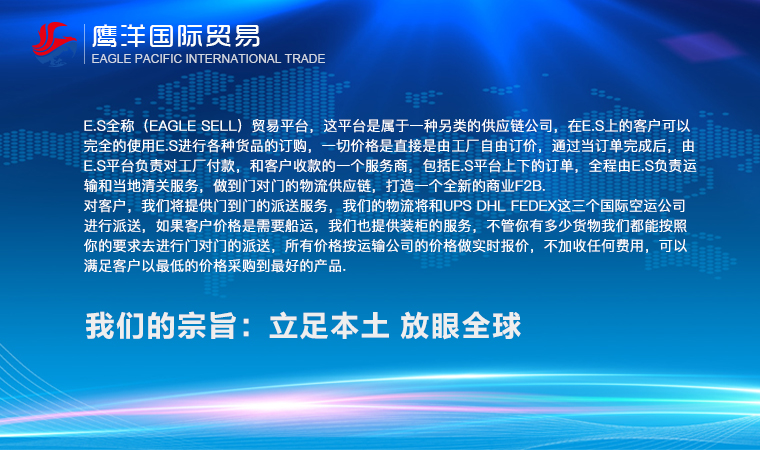 鹰洋国际贸易
EAGLE PACIFIC INTERNATIONAL TRADE
E.S全称（EAGLE SELL）贸易平台，这平台是属于一种另类的供应链公司，在E.S上的客户可以
完全的使用E.S进行各种货品的订购，一切价格是直接是由工厂自由订价，通过当订单完成后，由
E.S平台负责对工厂付款，和客户收款的一个服务商，包括E.S平台上下的订单，全程由E.S负责运
输和当地清关服务，做到门对门的物流供应链，打造一个全新的商业F2B.
对客户，我们将提供门到门的派送服务，我们的物流将和UPS DHL FEDEX这三个国际空运公司
进行派送，如果客户价格是需要船运，我们也提供装柜的服务，不管你有多少货物我们都能按照
你的要求去进行门对门的派送，所有价格按运输公司的价格做实时报价，不加收任何费用，可以
满足客户以最低的价格采购到最好的产品.
我们的宗旨：立足本土 放眼全球